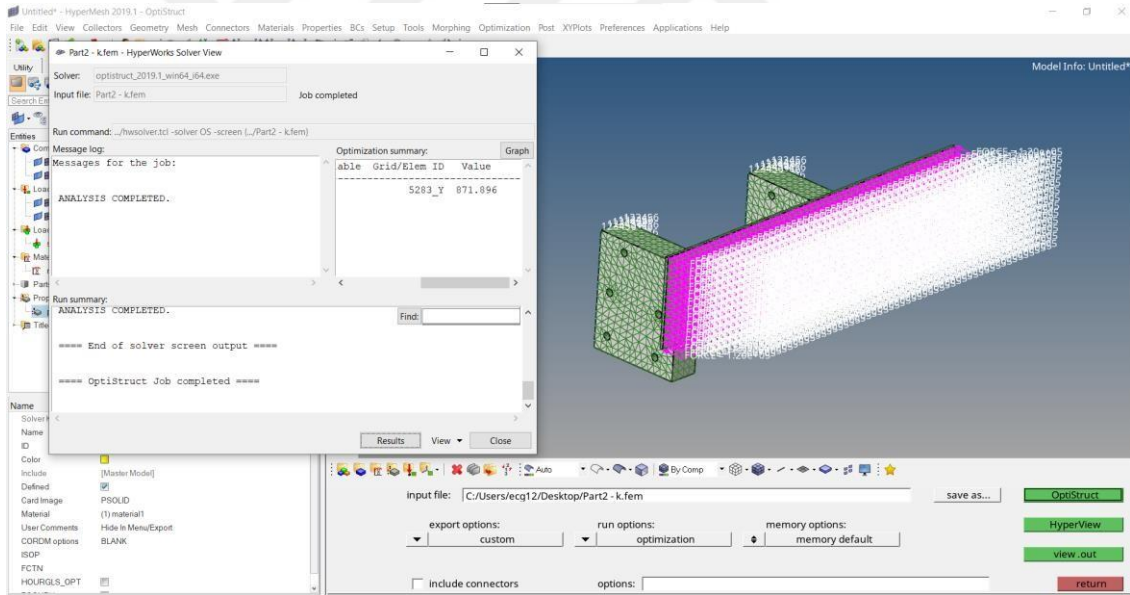 Untitled* - HyperMesh 2019.1 - OptiStruct
File Edit View Collectors Geometry Mesh Connectors Materials Properties BCs Setup Tools Morphing Optimization Post XYPlots Preferences Applications Help
Part2 - k.fem - HyperWorks Solver View
Utility
Model Info: Untitled*
Solver: optistruct_2019.1_win64_i64.exe
Input file: Part2 - k.fem Job completed
Search
Run command: .../hwsolver.tcl -solver OS -screen {.../Part2 - k.fem}
Entities
Message log: Optimization summary: Graph
Messages for the job:
able Grid/Elem ID Value
5283_Y 871.896
ANALYSIS COMPLETED.
Run summary:
ANALYSIS COMPLETED.
Find:
==== End of solver screen output ====
==== OptiStruct Job completed ====
Results View Close
Name
Solver
Name
ID
Color
Include [Master Model]
Defined
Card Image PSOLID
Material (1) material1
User Comments Hide In Menu/Export
CORDM options BLANK
ISOP
FCTN
HOURGLS_OPT
Auto By Comp
input file: C:/Users/ecg12/Desktop/Part2 - k.fem save as... OptiStruct
export options: run options: memory options: HyperView
custom optimization memory default
view .out
include connectors options: return